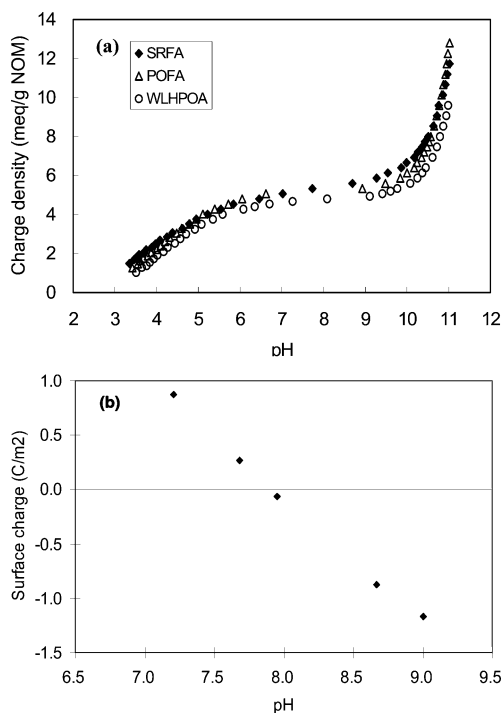 (a)
SRFA
POFA
WLHPOA
Charge density (meq/g NOM)
14
12
10
8
6
4
2
0
2 3 4 5 6 7 8 9 10 11 12
pH
(b)
Surface charge (C/m2)
1.0
0.5
0.0
-0.5
-1.0
-1.5
6.5 7.0 7.5 8.0 8.5 9.0 9.5
pH